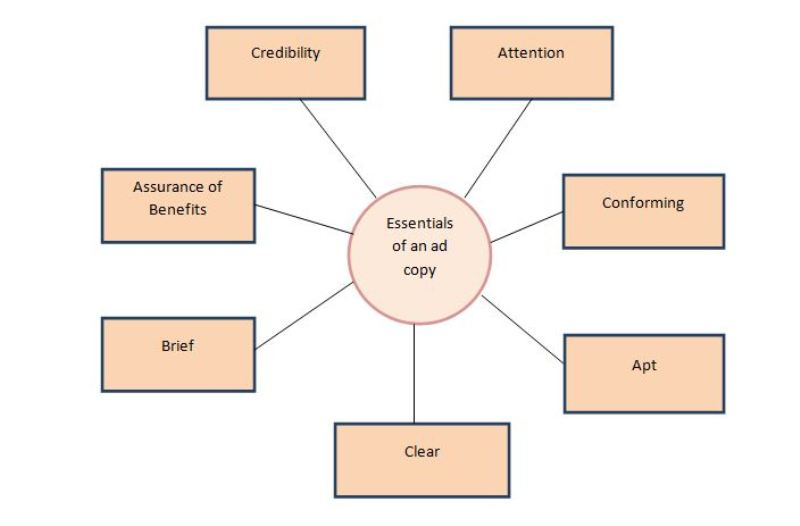 Credibility
Attention
Assurance of
Benefits
Conforming
Essentials
of an ad
copy
Brief
Apt
Clear